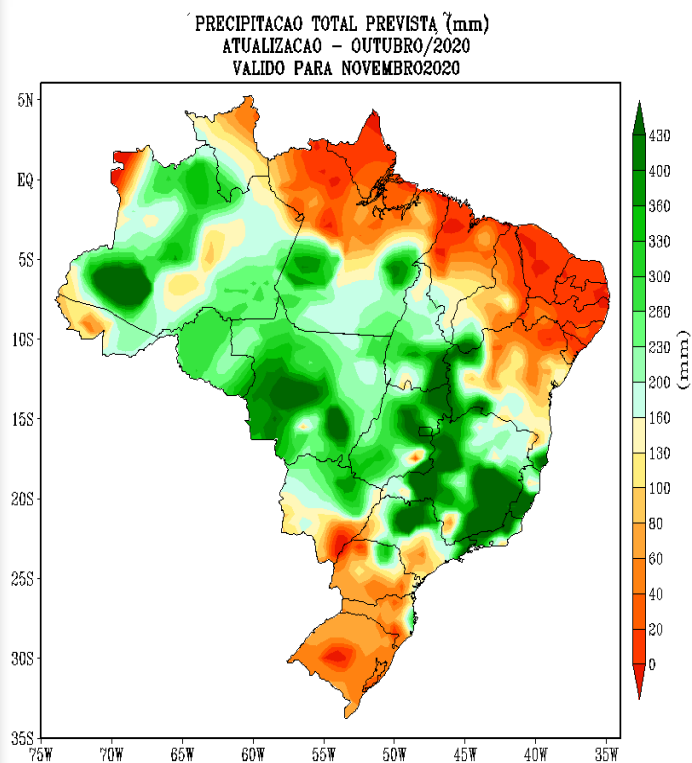 PRECIPITACAO TOTAL PREVISTA, (mm)
ATUALIZACAO - OUTUBRO/2020
VALIDO PARA NOVEMBRO2020
5N
EQ
5S
10S
15S
20S
25S
30S
35S
75W 70W 65W 60W 55W 50W 45W 40W 35W
430
400
360
330
300
260
230
200
160
130
100
80
60
40
20
0
(mm)